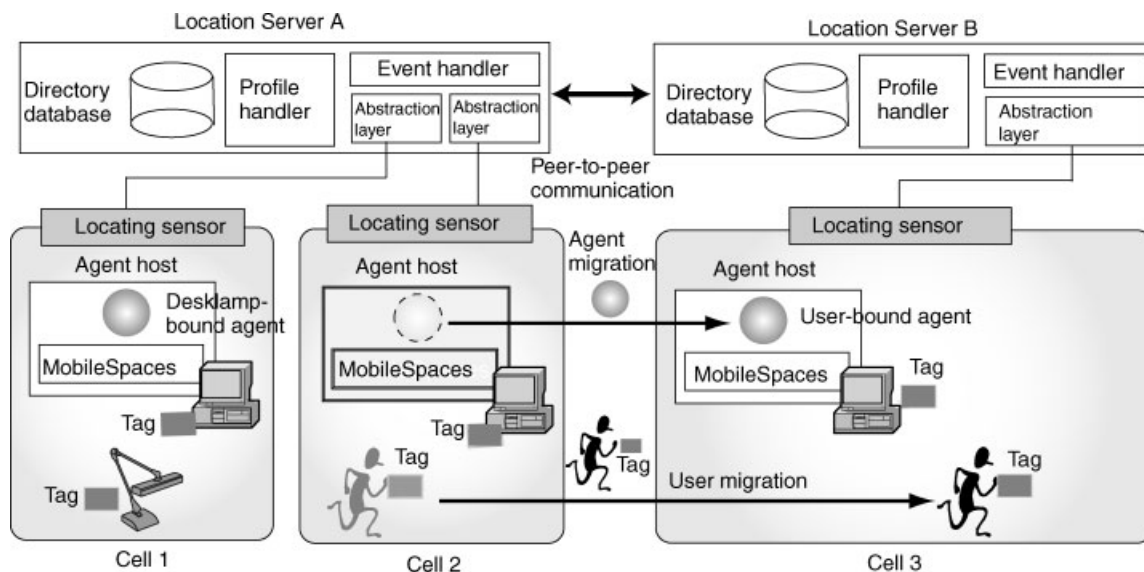 Location Server A
Directory
database
Profile
handler
Event handler
Abstraction
layer
Abstraction
layer
Location Server B
Directory
database
Profile
handler
Event handler
Abstraction
layer
Peer-to-peer
communication
Locating sensor
Agent host
Desklamp-
bound agent
MobileSpaces
Tag
Tag
Cell 1
Locating sensor
Agent host
MobileSpaces
Tag
Tag
Cell 2
Agent
migration
Tag
User migration
Locating sensor
Agent host
User-bound agent
MobileSpaces
Tag
Tag
Cell 3